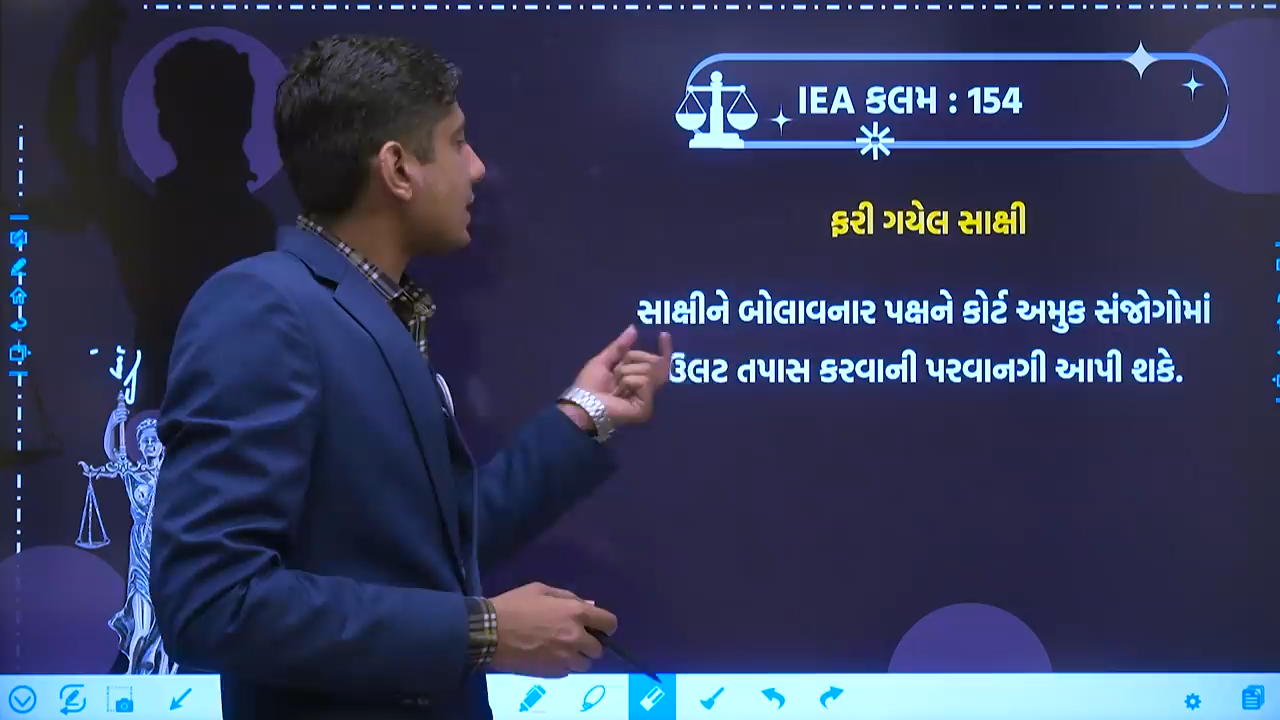 IEA કલમ : 154
ફરી ગયેલ સાક્ષી
સાક્ષીને બોલાવનાર પક્ષને કોર્ટ અમુક સંજોગોમાં
ઉલટ તપાસ કરવાની પરવાનગી આપી શકે.